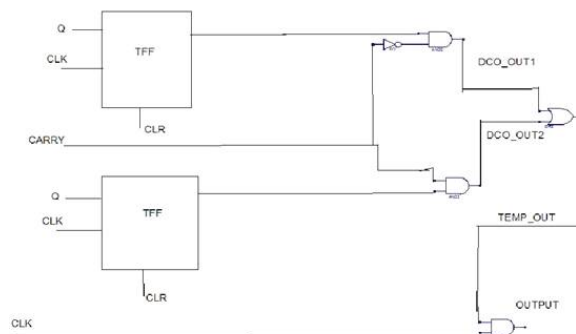 Q
TFF
CLK
CLR
DCO_OUT1
CARRY
DCO_OUT2
Q
TFF
CLK
CLR
TEMP_OUT
OUTPUT
CLK